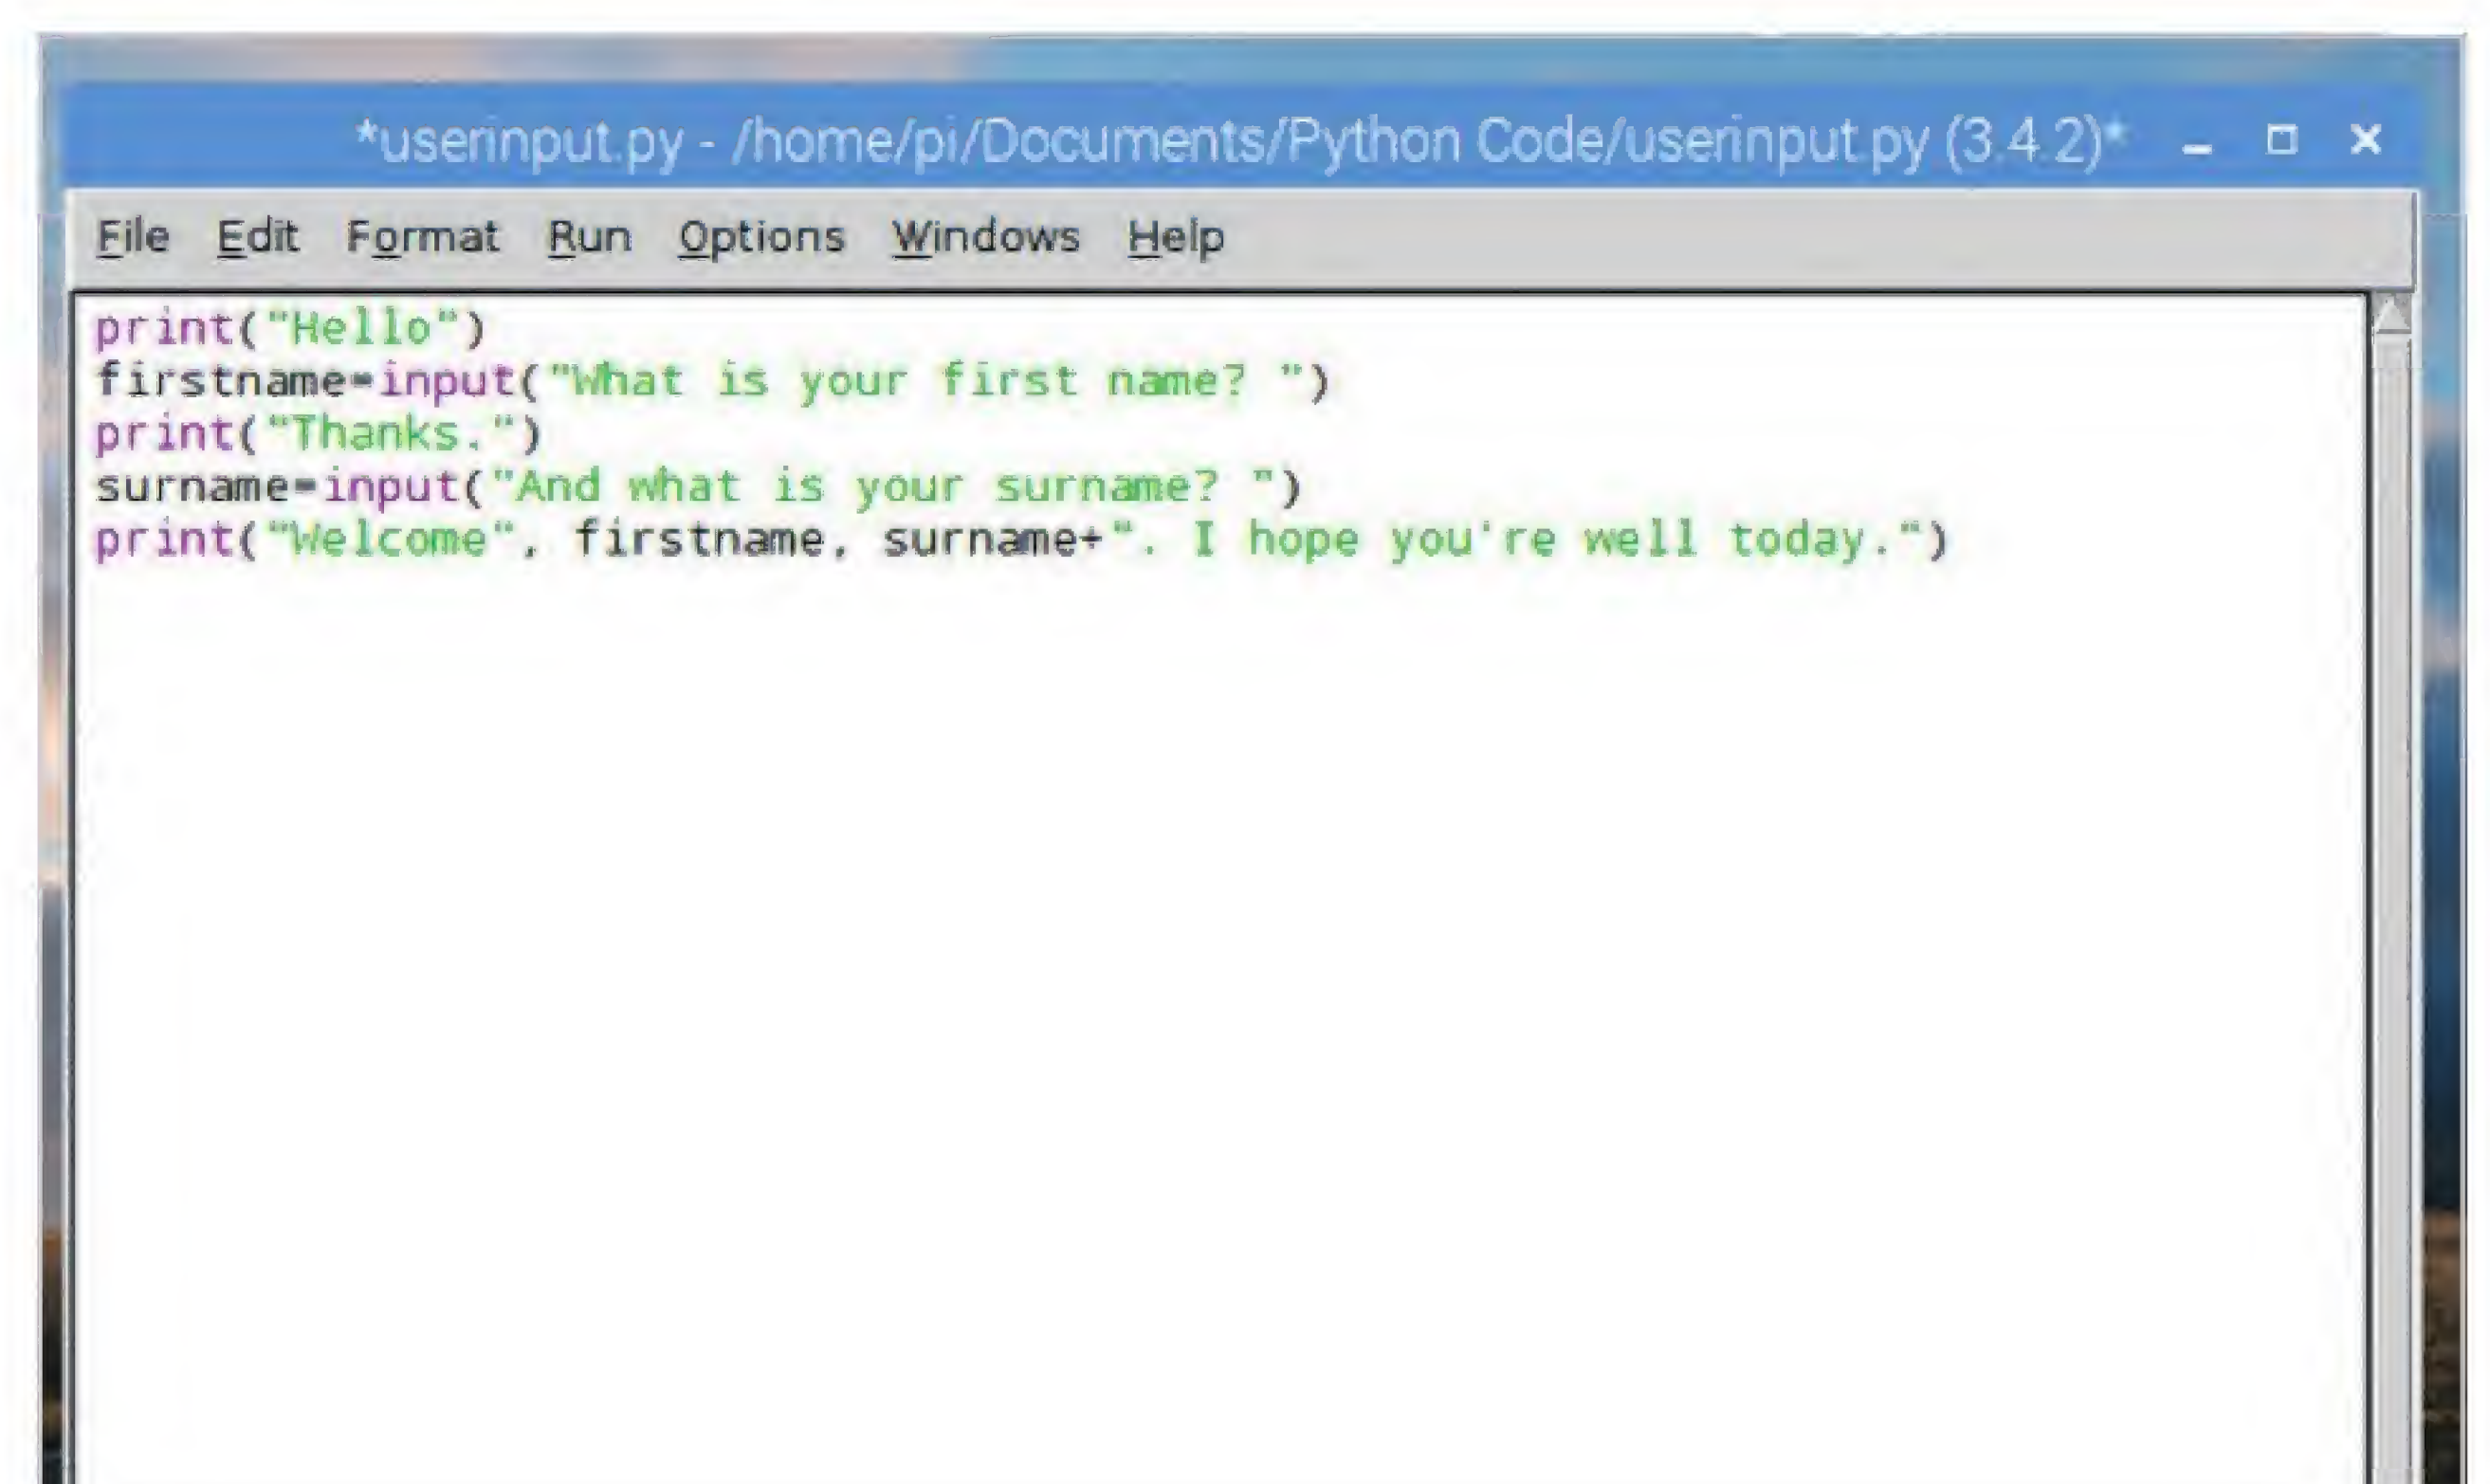 *userinput.py - /home/pi/Documents/Python Code/userinput.py (3.4.2)*
File Edit Format Run Options Windows Help
print("Hello")
firstname=input("What is your first name? ")
print("Thanks.")
surname=input("And what is your surname? ")
print("Welcome", firstname, surname+". I hope you're well today.")